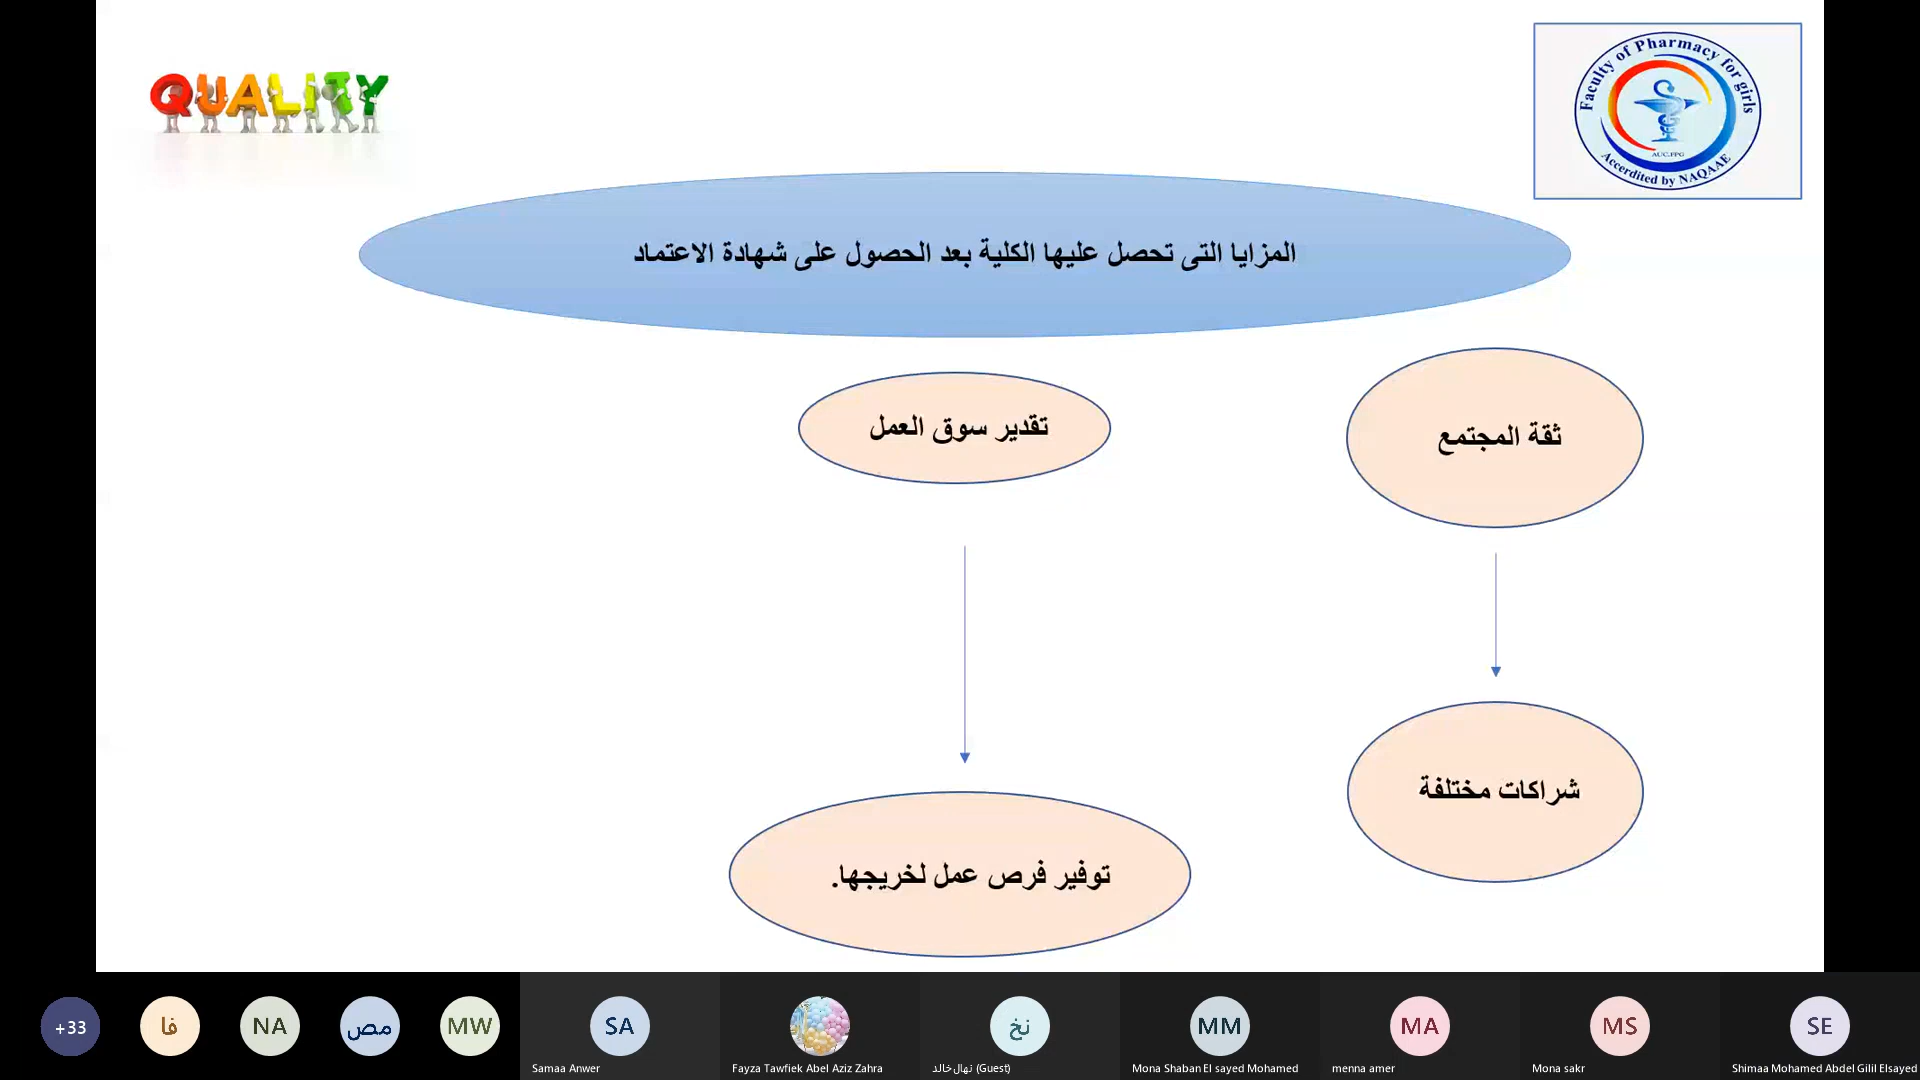 QUALITY
Faculty of Pharmacy for girls
AUC.FPG
Accerdited by NAQAAE
المزايا التى تحصل عليها الكلية بعد الحصول على شهادة الاعتماد
ثقة المجتمع
تقدير سوق العمل
شراكات مختلفة
توفير فرص عمل لخريجها.
+33
فا
NA
مص
MW
SA
نخ
MM
MA
MS
SE
Samaa Anwer
Fayza Tawfiek Abel Aziz Zahra
نهال خالد (Guest)
Mona Shaban El sayed Mohamed
menna amer
Mona sakr
Shimaa Mohamed Abdel Gilil Elsayed